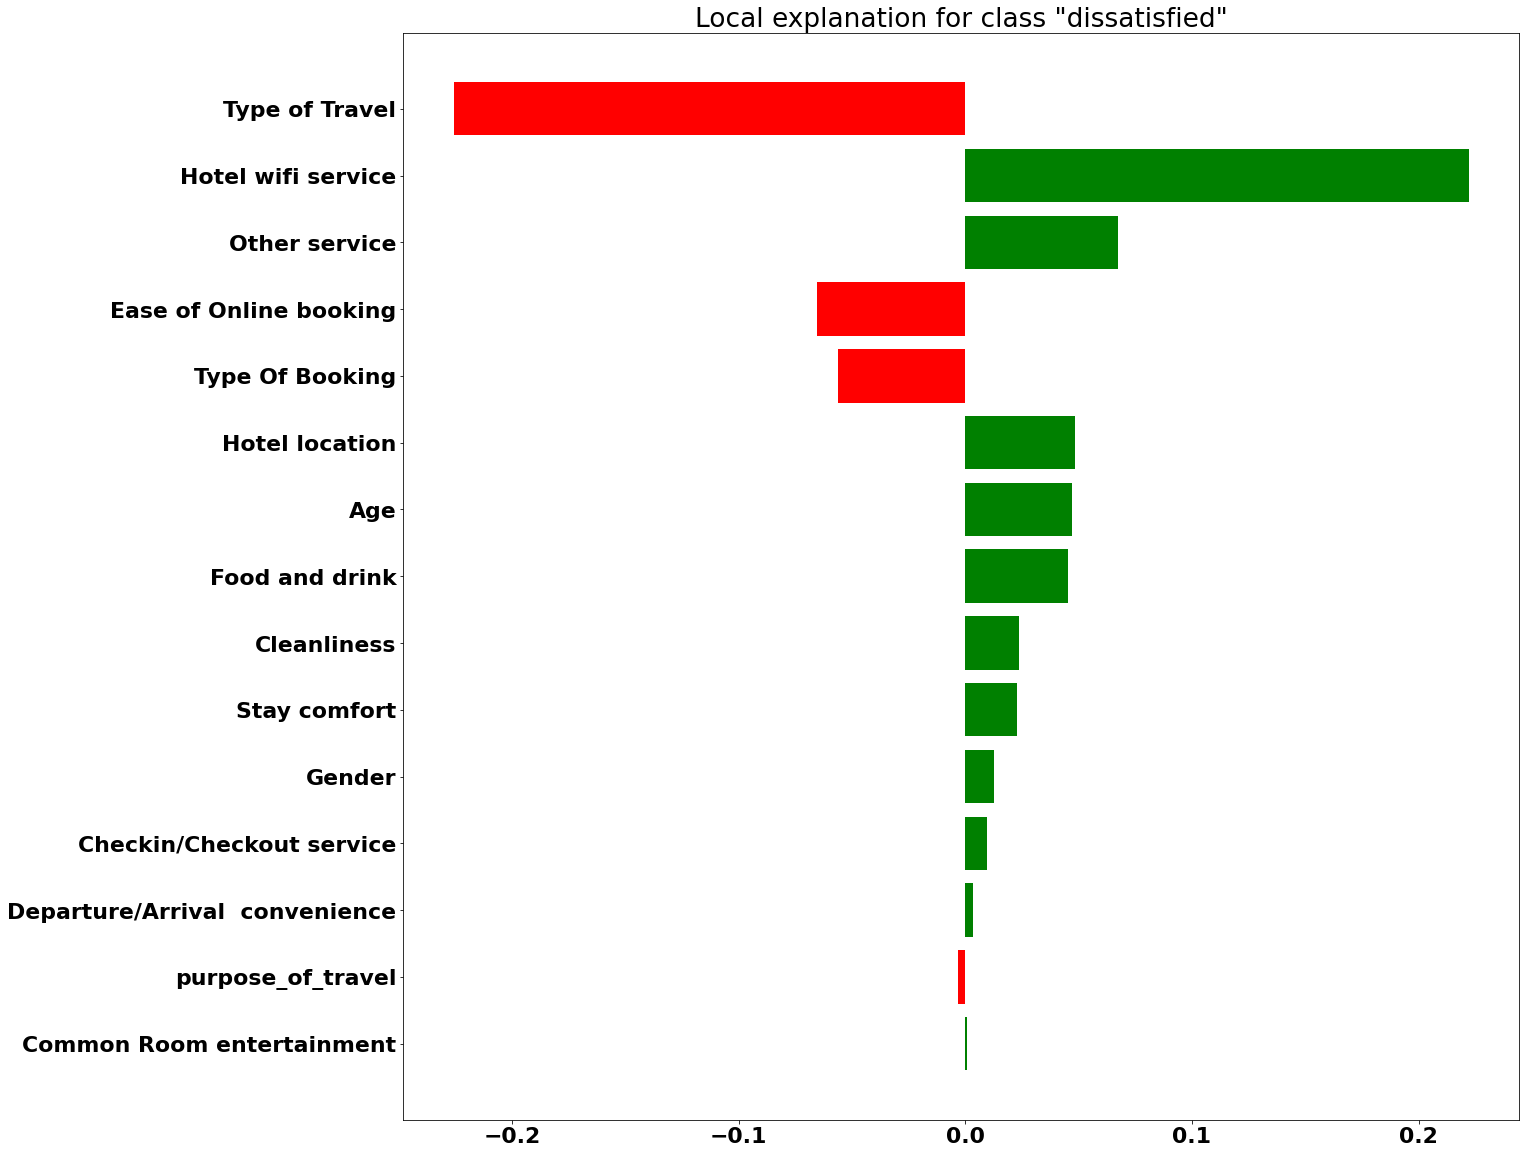 Local explanation for class "dissatisfied"
Type of Travel
Hotel wifi service
Other service
Ease of Online booking
Type Of Booking
Hotel location
Age
Food and drink
Cleanliness
Stay comfort
Gender
Checkin/Checkout service
Departure/Arrival  convenience
purpose_of_travel
Common Room entertainment
−0.2 −0.1 0.0 0.1 0.2